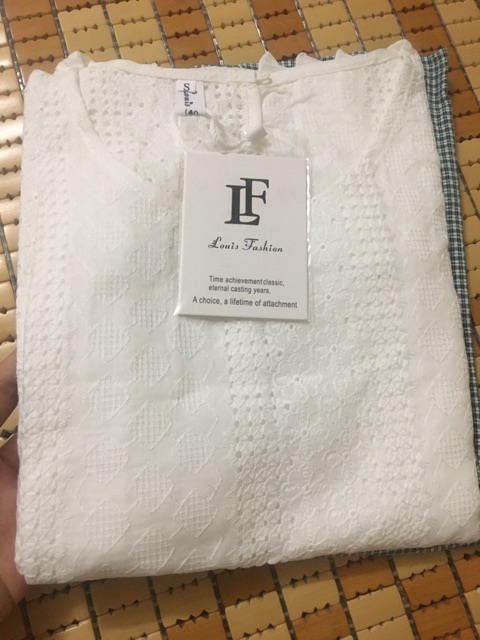 LF
Louis Fashion
Time achievement classic,
eternal casting years.
A choice, a lifetime of attachment